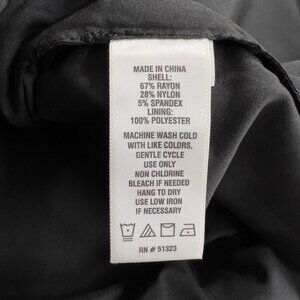 MADE IN CHINA
SHELL:
67% RAYON
28% NYLON
5% SPANDEX
LINING:
100% POLYESTER
MACHINE WASH COLD
WITH LIKE COLORS,
GENTLE CYCLE
USE ONLY
NON CHLORINE
BLEACH IF NEEDED
HANG TO DRY
USE LOW IRON
IF NECESSARY
RN # 51323